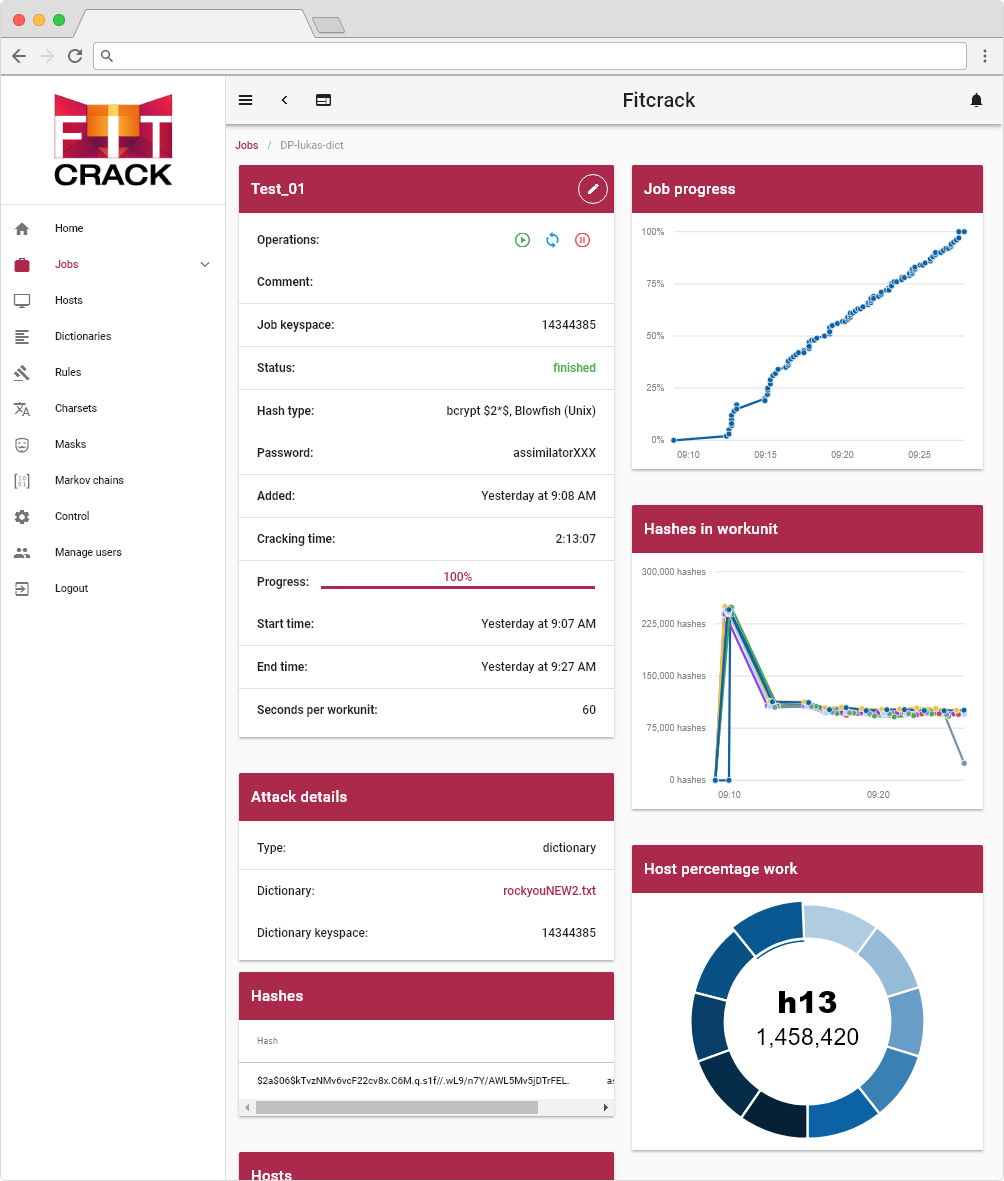 Fitcrack
FIT
CRACK
Home
Jobs
Hosts
Dictionaries
Rules
Charsets
Masks
Markov chains
Control
Manage users
Logout
Jobs / DP-lukas-dict
Test_01
Operations:
Comment:
Job keyspace: 14344385
Status: finished
Hash type: bcrypt $2*$, Blowfish (Unix)
Password: assimilatorXXX
Added: Yesterday at 9:08 AM
Cracking time: 2:13:07
Progress: 100%
Start time: Yesterday at 9:07 AM
End time: Yesterday at 9:27 AM
Seconds per workunit: 60
Attack details
Type: dictionary
Dictionary: rockyouNEW2.txt
Dictionary keyspace: 14344385
Hashes
Hash
$2a$06$kTvzNMv6vcF22cv8x.C6M.q.s1f//.wL9/n7Y/AWL5Mv5jDTrFEL.
Hosts
Job progress
100%
75%
50%
25%
0%
09:10 09:15 09:20 09:25
Hashes in workunit
300,000 hashes
225,000 hashes
150,000 hashes
75,000 hashes
0 hashes
09:10 09:20
Host percentage work
h13
1,458,420